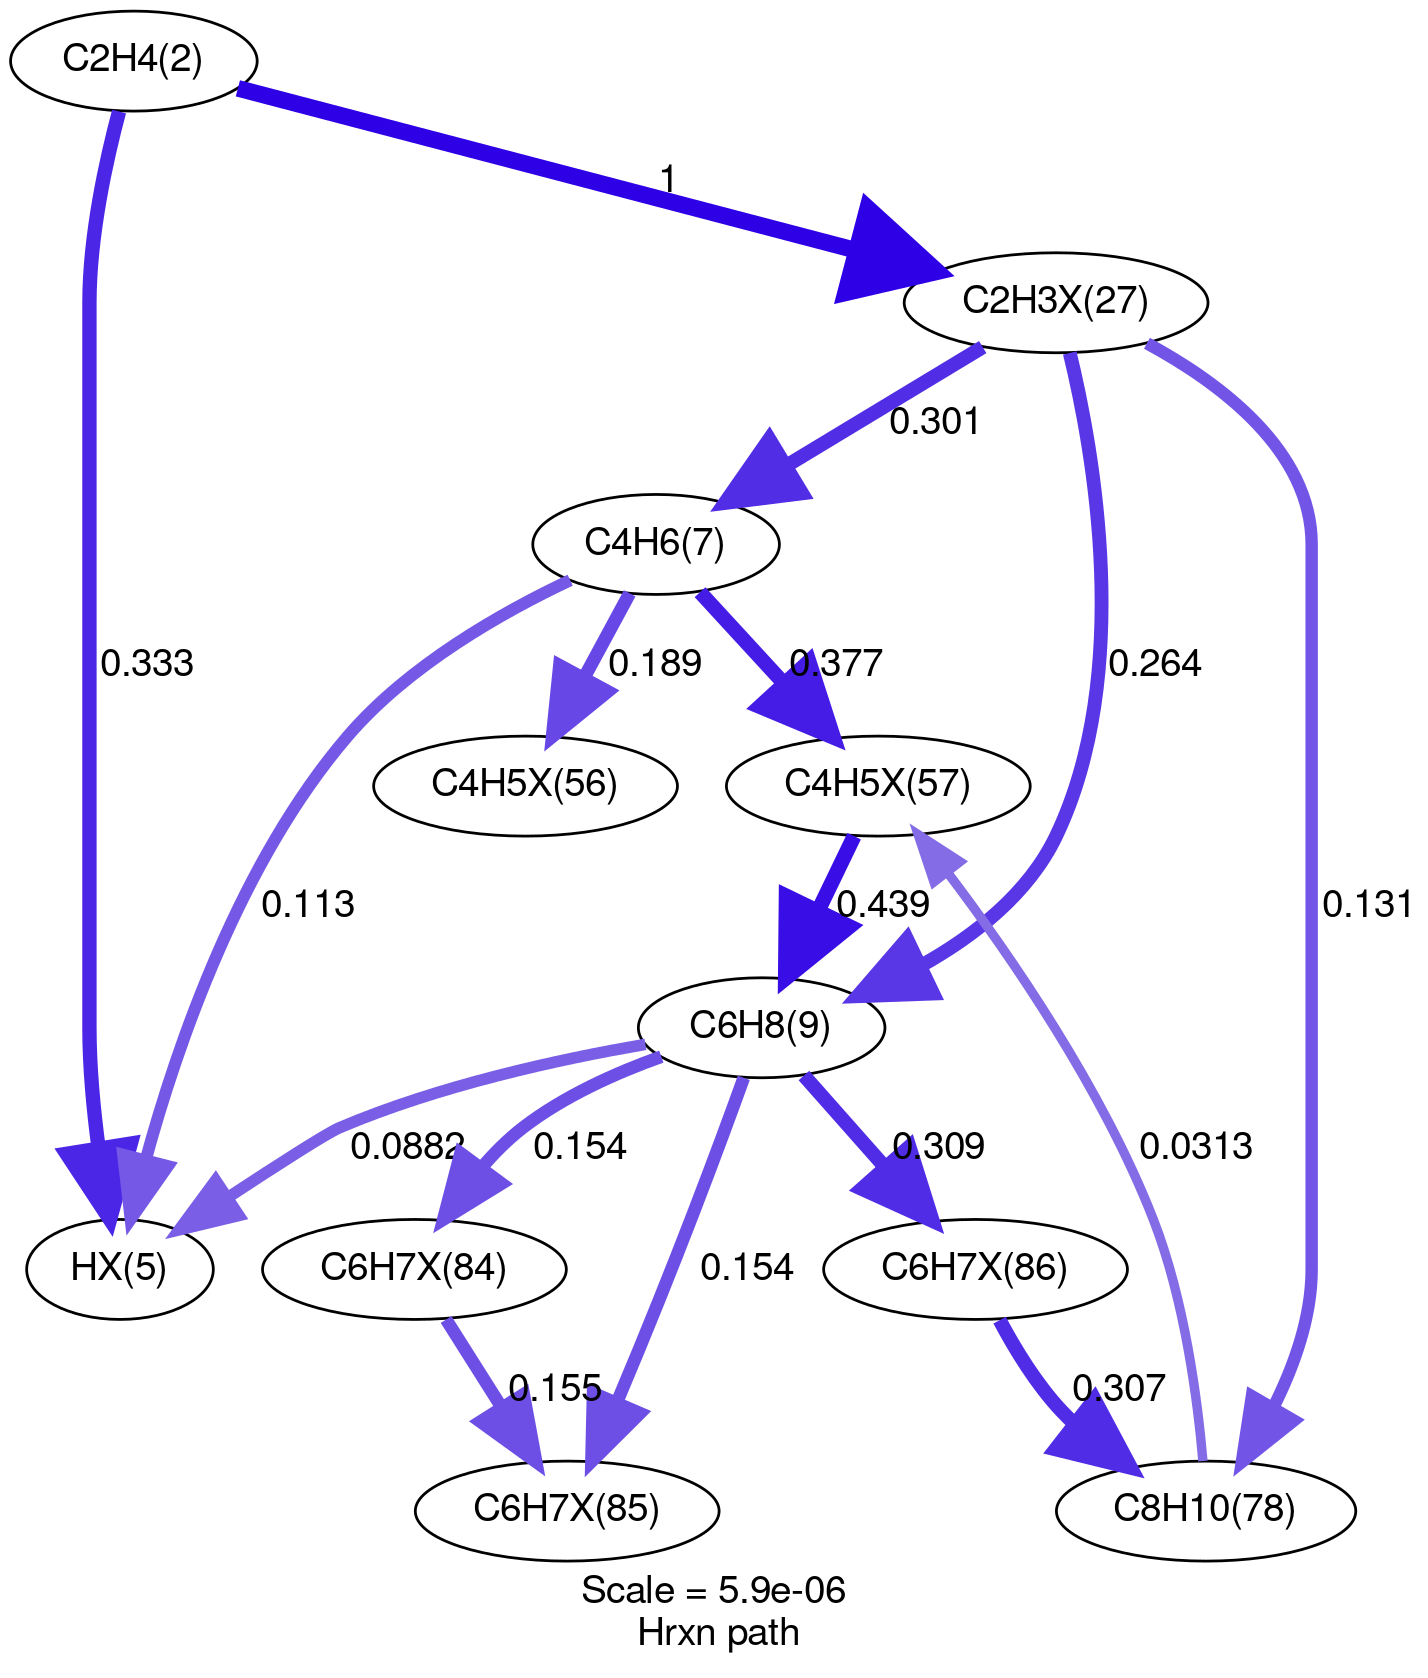 C2H4(2)
1
C2H3X(27)
0.301
C4H6(7)
0.333
0.189
0.377
0.264
C4H5X(56)
C4H5X(57)
0.113
0.439
0.131
C6H8(9)
0.0882
0.154
0.309
0.0313
HX(5)
C6H7X(84)
0.154
C6H7X(86)
0.155
0.307
C6H7X(85)
C8H10(78)
Scale = 5.9e-06
Hrxn path